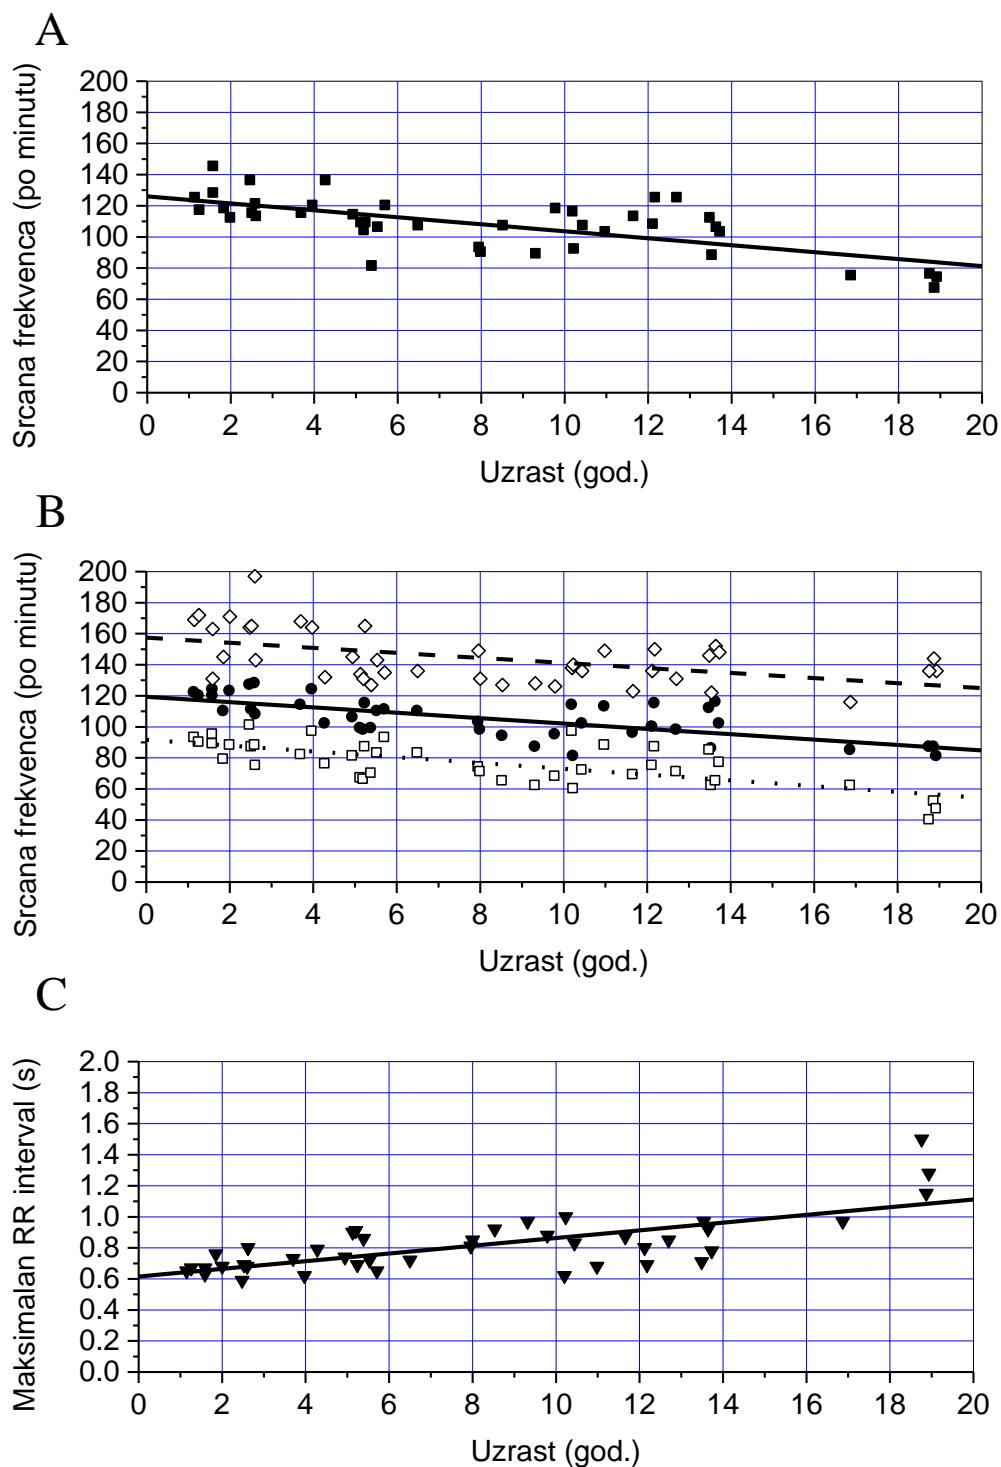 A
Srcana frekvenca (po minutu)
200
180
160
140
120
100
80
60
40
20
0
0 2 4 6 8 10 12 14 16 18 20
Uzrast (god.)
B
Srcana frekvenca (po minutu)
200
180
160
140
120
100
80
60
40
20
0
0 2 4 6 8 10 12 14 16 18 20
Uzrast (god.)
C
Maksimalan RR interval (s)
2.0
1.8
1.6
1.4
1.2
1.0
0.8
0.6
0.4
0.2
0.0
0 2 4 6 8 10 12 14 16 18 20
Uzrast (god.)